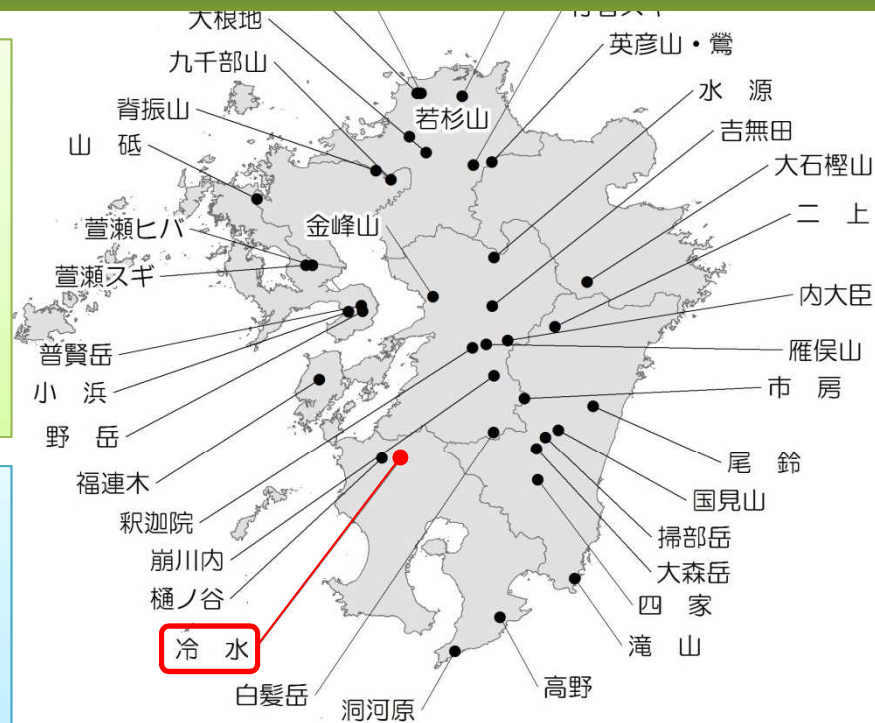 大根地
九千部山
脊振山
山 砥
萱瀬ヒバ
萱瀬スギ
普賢岳
小 浜
野 岳
福連木
釈迦院
崩川内
樋ノ谷
冷 水
白髪岳
洞河原
高野
若杉山
金峰山
英彦山・鶯
水 源
吉無田
大石樫山
二 上
内大臣
雁俣山
市 房
尾 鈴
国見山
掃部岳
大森岳
四 家
滝 山